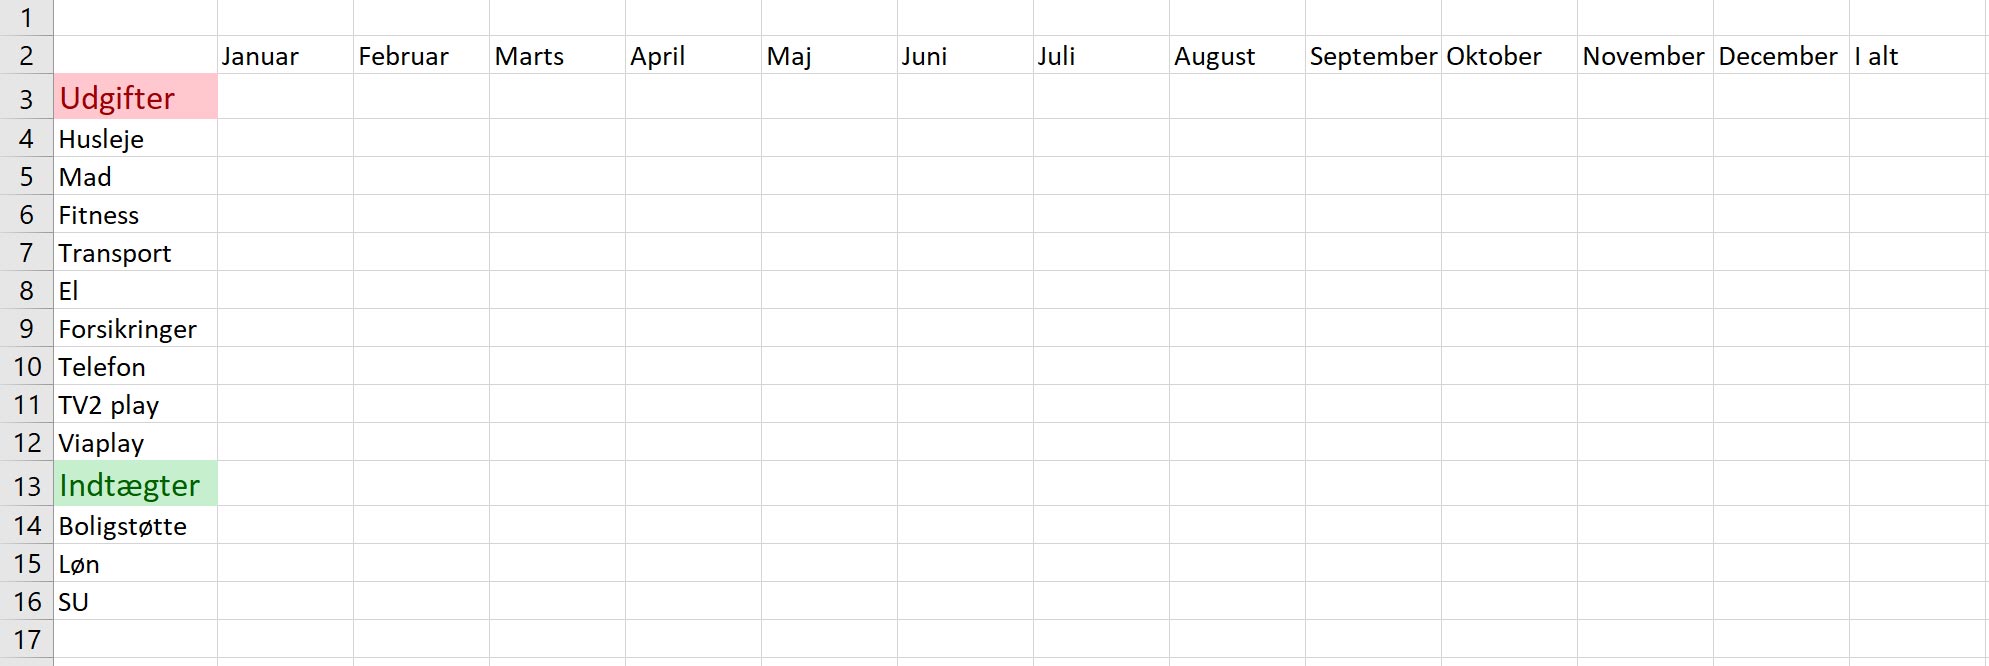 1
2 Januar Februar Marts April Maj Juni Juli August September Oktober November December I alt
3 Udgifter
4 Husleje
5 Mad
6 Fitness
7 Transport
8 El
9 Forsikringer
10 Telefon
11 TV2 play
12 Viaplay
13 Indtægter
14 Boligstøtte
15 Løn
16 SU
17